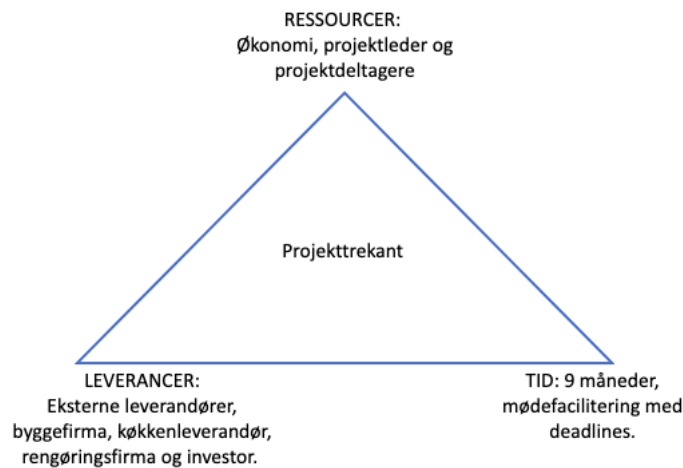 RESSOURCER:
Økonomi, projektleder og
projektdeltagere
Projekttrekant
LEVERANCER:
Eksterne leverandører,
byggefirma, køkkenleverandør,
rengøringsfirma og investor.
TID: 9 måneder,
mødefacilitering med
deadlines.